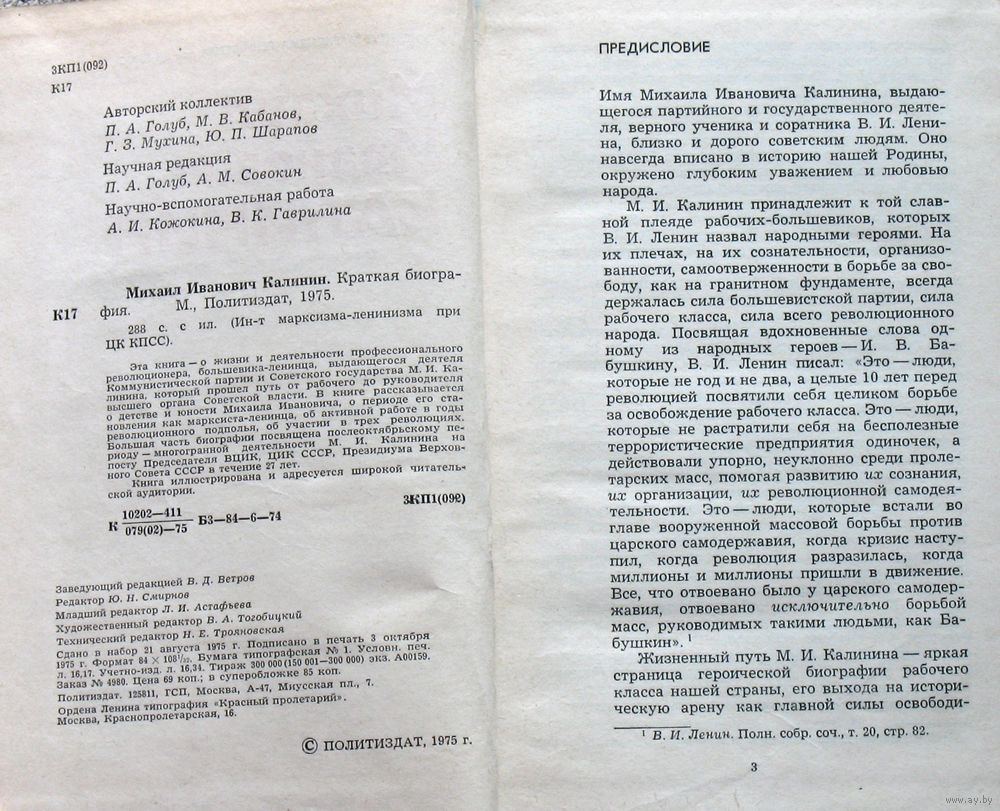 3КП1(092)
К17
Авторский коллектив
П. А. Голуб, М. В. Кабанов,
Г. З. Мухина, Ю. П. Шарапов
Научная редакция
П. А. Голуб, А. М. Совокин
Научно-вспомогательная работа
А. И. Кожокина, В. К. Гаврилина
Михаил Иванович Калинин. Краткая биогра-
К17 фия. М., Политиздат, 1975.
288 с. с ил. (Ин-т марксизма-ленинизма при
ЦК КПСС).
Эта книга — о жизни и деятельности профессионального
революционера, большевика-ленинца, выдающегося деятеля
Коммунистической партии и Советского государства М. И. Ка-
линина, который прошел путь от рабочего до руководителя
высшего органа Советской власти. В книге рассказывается
о детстве и юности Михаила Ивановича, о периоде его ста-
новления как марксиста-ленинца, об активной работе в годы
революционного подполья, об участии в трех революциях.
Большая часть биографии посвящена послеоктябрьскому пе-
риоду — многогранной деятельности М. И. Калинина на
посту Председателя ВЦИК, ЦИК СССР, Президиума Верхов-
ного Совета СССР в течение 27 лет.
Книга иллюстрирована и адресуется широкой читатель-
ской аудитории.
К 10202—411
079(02)—75 БЗ—84—6—74 3КП1(092)
Заведующий редакцией В. Д. Ветров
Редактор Ю. Н. Смирнов
Младший редактор Л. И. Астафьева
Художественный редактор В. А. Тогобицкий
Технический редактор Н. Е. Трояновская
Сдано в набор 21 августа 1975 г. Подписано в печать 3 октября
1975 г. Формат 84 × 108¹/₃₂. Бумага типографская № 1. Условн. печ.
л. 16,17. Учетно-изд. л. 16,34. Тираж 300 000 (150 001—300 000) экз. А00159.
Заказ № 4980. Цена 69 коп.; в суперобложке 85 коп.
Политиздат. 125811, ГСП, Москва, А-47, Миусская пл., 7.
Ордена Ленина типография «Красный пролетарий».
Москва, Краснопролетарская, 16.
© ПОЛИТИЗДАТ, 1975 г.
ПРЕДИСЛОВИЕ
Имя Михаила Ивановича Калинина, выдаю-
щегося партийного и государственного деяте-
ля, верного ученика и соратника В. И. Лени-
на, близко и дорого советским людям. Оно
навсегда вписано в историю нашей Родины,
окружено глубоким уважением и любовью
народа.
М. И. Калинин принадлежит к той слав-
ной плеяде рабочих-большевиков, которых
В. И. Ленин назвал народными героями. На
их плечах, на их сознательности, организо-
ванности, самоотверженности в борьбе за сво-
боду, как на гранитном фундаменте, всегда
держалась сила большевистской партии, сила
рабочего класса, сила всего революционного
народа. Посвящая вдохновенные слова од-
ному из народных героев — И. В. Ба-
бушкину, В. И. Ленин писал: «Это — люди,
которые не год и не два, а целые 10 лет перед
революцией посвятили себя целиком борьбе
за освобождение рабочего класса. Это — люди,
которые не растратили себя на бесполезные
террористические предприятия одиночек, а
действовали упорно, неуклонно среди проле-
тарских масс, помогая развитию их сознания,
их организации, их революционной самодея-
тельности. Это — люди, которые встали во
главе вооруженной массовой борьбы против
царского самодержавия, когда кризис насту-
пил, когда революция разразилась, когда
миллионы и миллионы пришли в движение.
Все, что отвоевано было у царского самодер-
жавия, отвоевано исключительно борьбой
масс, руководимых такими людьми, как Ба-
бушкин». ¹
Жизненный путь М. И. Калинина — яркая
страница героической биографии рабочего
класса нашей страны, его выхода на истори-
ческую арену как главной силы освободи-
¹ В. И. Ленин. Полн. собр. соч., т. 20, стр. 82.
3
www.ay.by